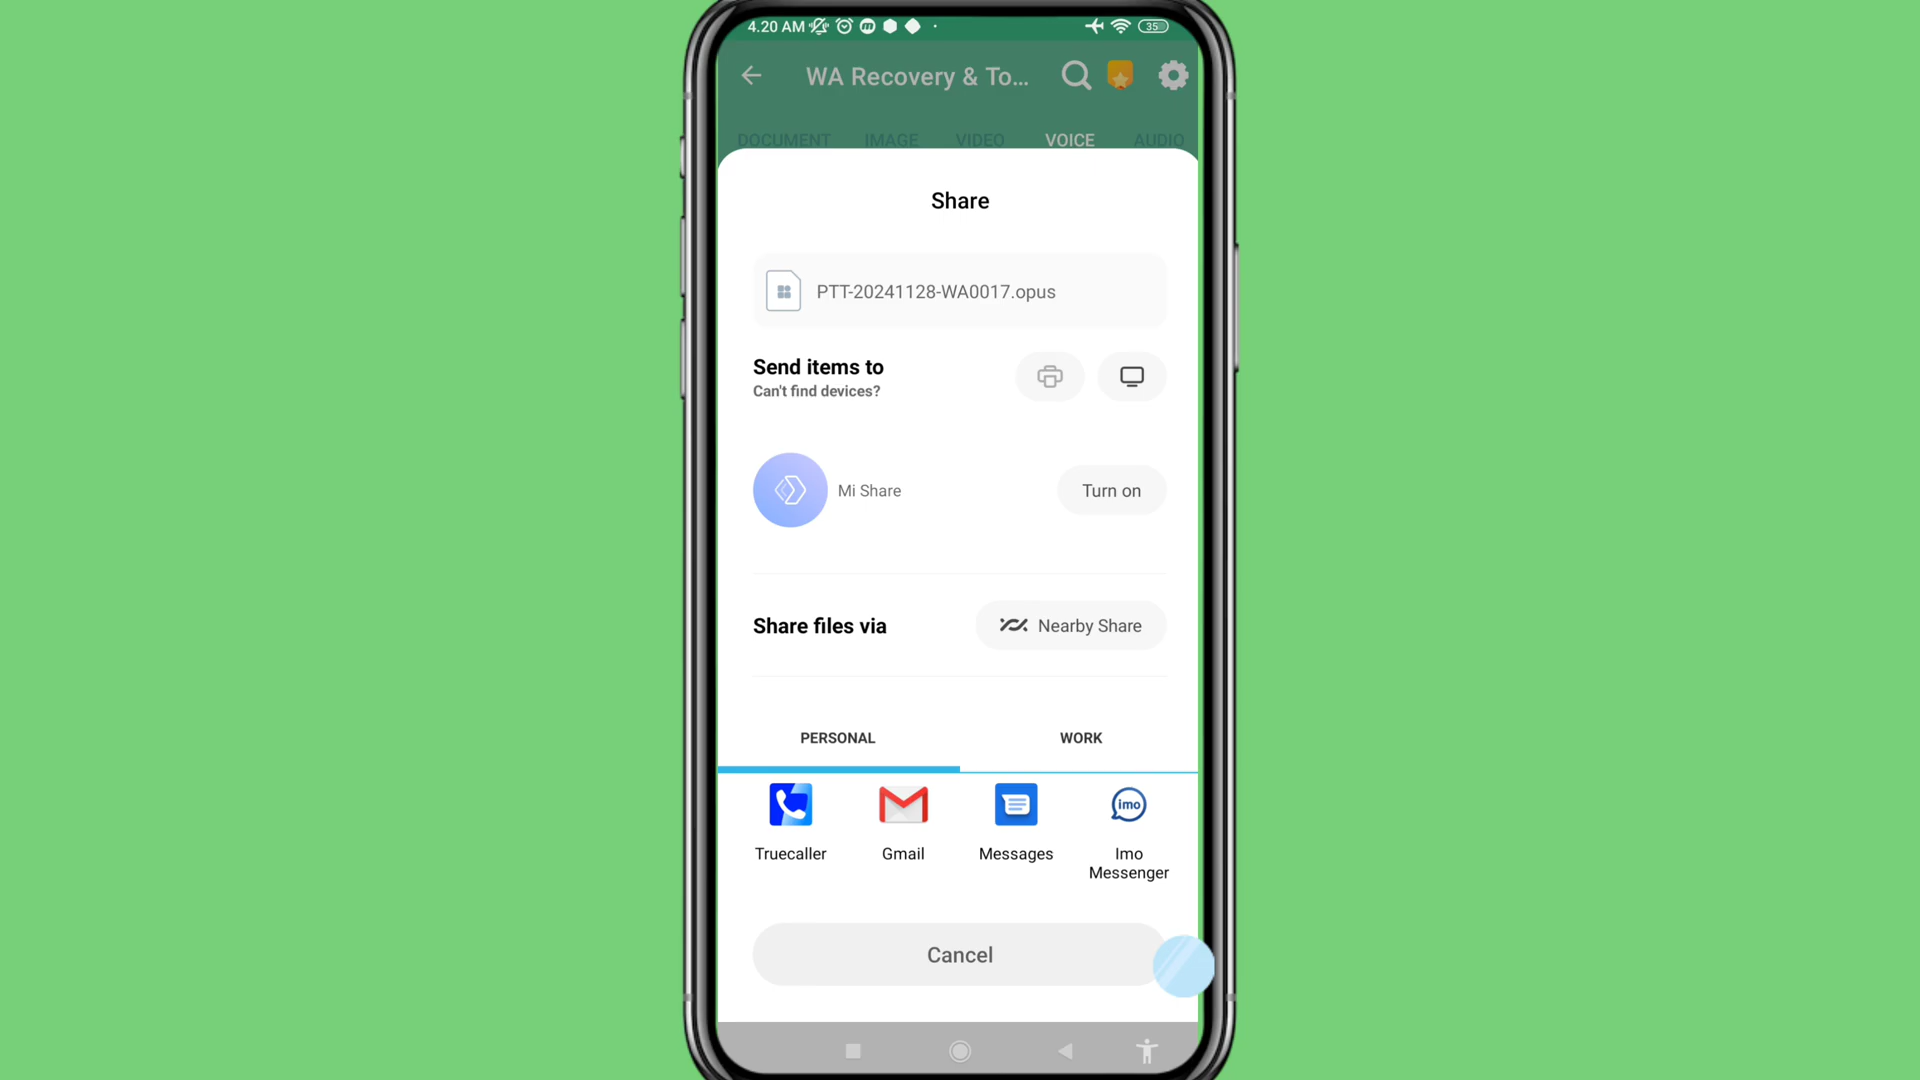 4.20 AM
35
WA Recovery & To...
DOCUMENT IMAGE VIDEO VOICE AUDIO
Share
PTT-20241128-WA0017.opus
Send items to
Can't find devices?
Mi Share
Turn on
Share files via
Nearby Share
PERSONAL WORK
imo
Truecaller Gmail Messages Imo
Messenger
Cancel